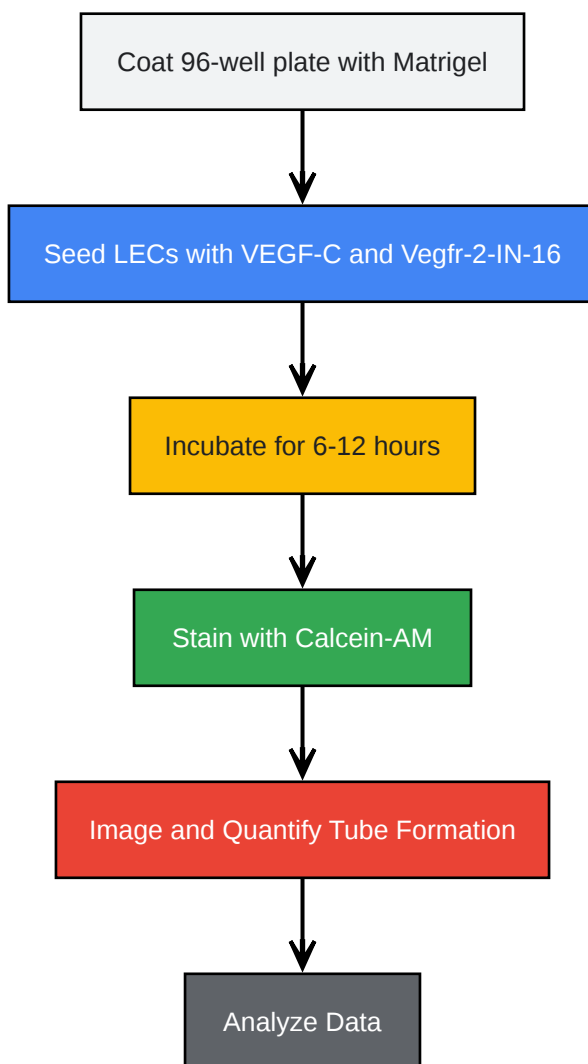 Coat 96-well plate with Matrigel
Seed LECs with VEGF-C and Vegfr-2-IN-16
Incubate for 6-12 hours
Stain with Calcein-AM
Image and Quantify Tube Formation
Analyze Data